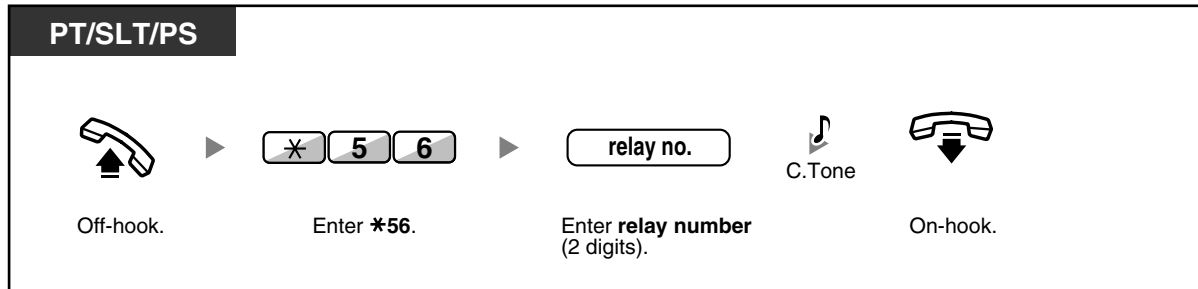 PT/SLT/PS
* 5 6
relay no.
C.Tone
Off-hook.
Enter *56.
Enter relay number
(2 digits).
On-hook.